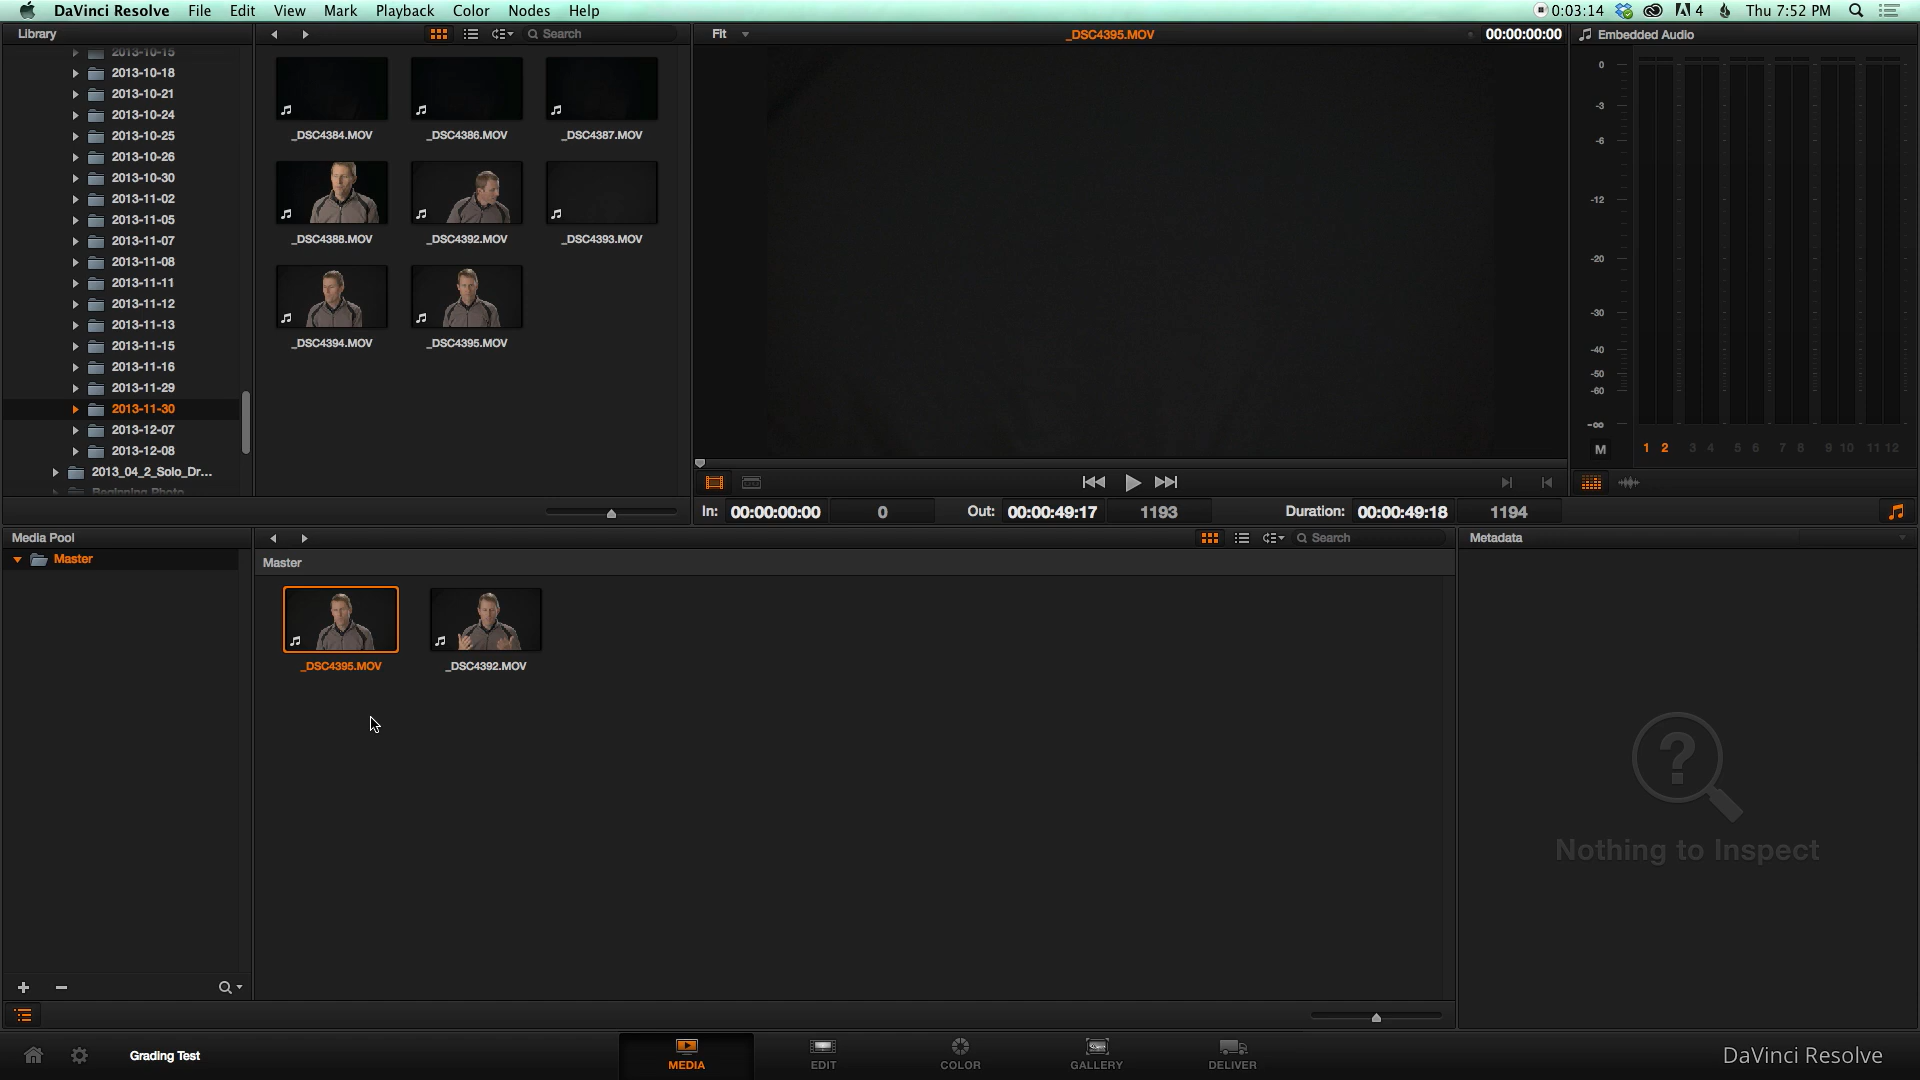 DaVinci Resolve File Edit View Mark Playback Color Nodes Help 0:03:14 4 Thu 7:52 PM
Library
2013-10-15
2013-10-18
2013-10-21
2013-10-24
2013-10-25
2013-10-26
2013-10-30
2013-11-02
2013-11-05
2013-11-07
2013-11-08
2013-11-11
2013-11-12
2013-11-13
2013-11-15
2013-11-16
2013-11-29
2013-11-30
2013-12-07
2013-12-08
2013_04_2_Solo_Dr...
Beginning Photo
Search
_DSC4384.MOV _DSC4386.MOV _DSC4387.MOV
_DSC4388.MOV _DSC4392.MOV _DSC4393.MOV
_DSC4394.MOV _DSC4395.MOV
Fit _DSC4395.MOV 00:00:00:00
In: 00:00:00:00 0 Out: 00:00:49:17 1193 Duration: 00:00:49:18 1194
Embedded Audio
0
-3
-6
-12
-20
-30
-40
-50
-60
-∞
M 1 2 3 4 5 6 7 8 9 10 11 12
Media Pool
Master
Search
Master
_DSC4395.MOV _DSC4392.MOV
Metadata
Nothing to Inspect
Grading Test
MEDIA EDIT COLOR GALLERY DELIVER
DaVinci Resolve